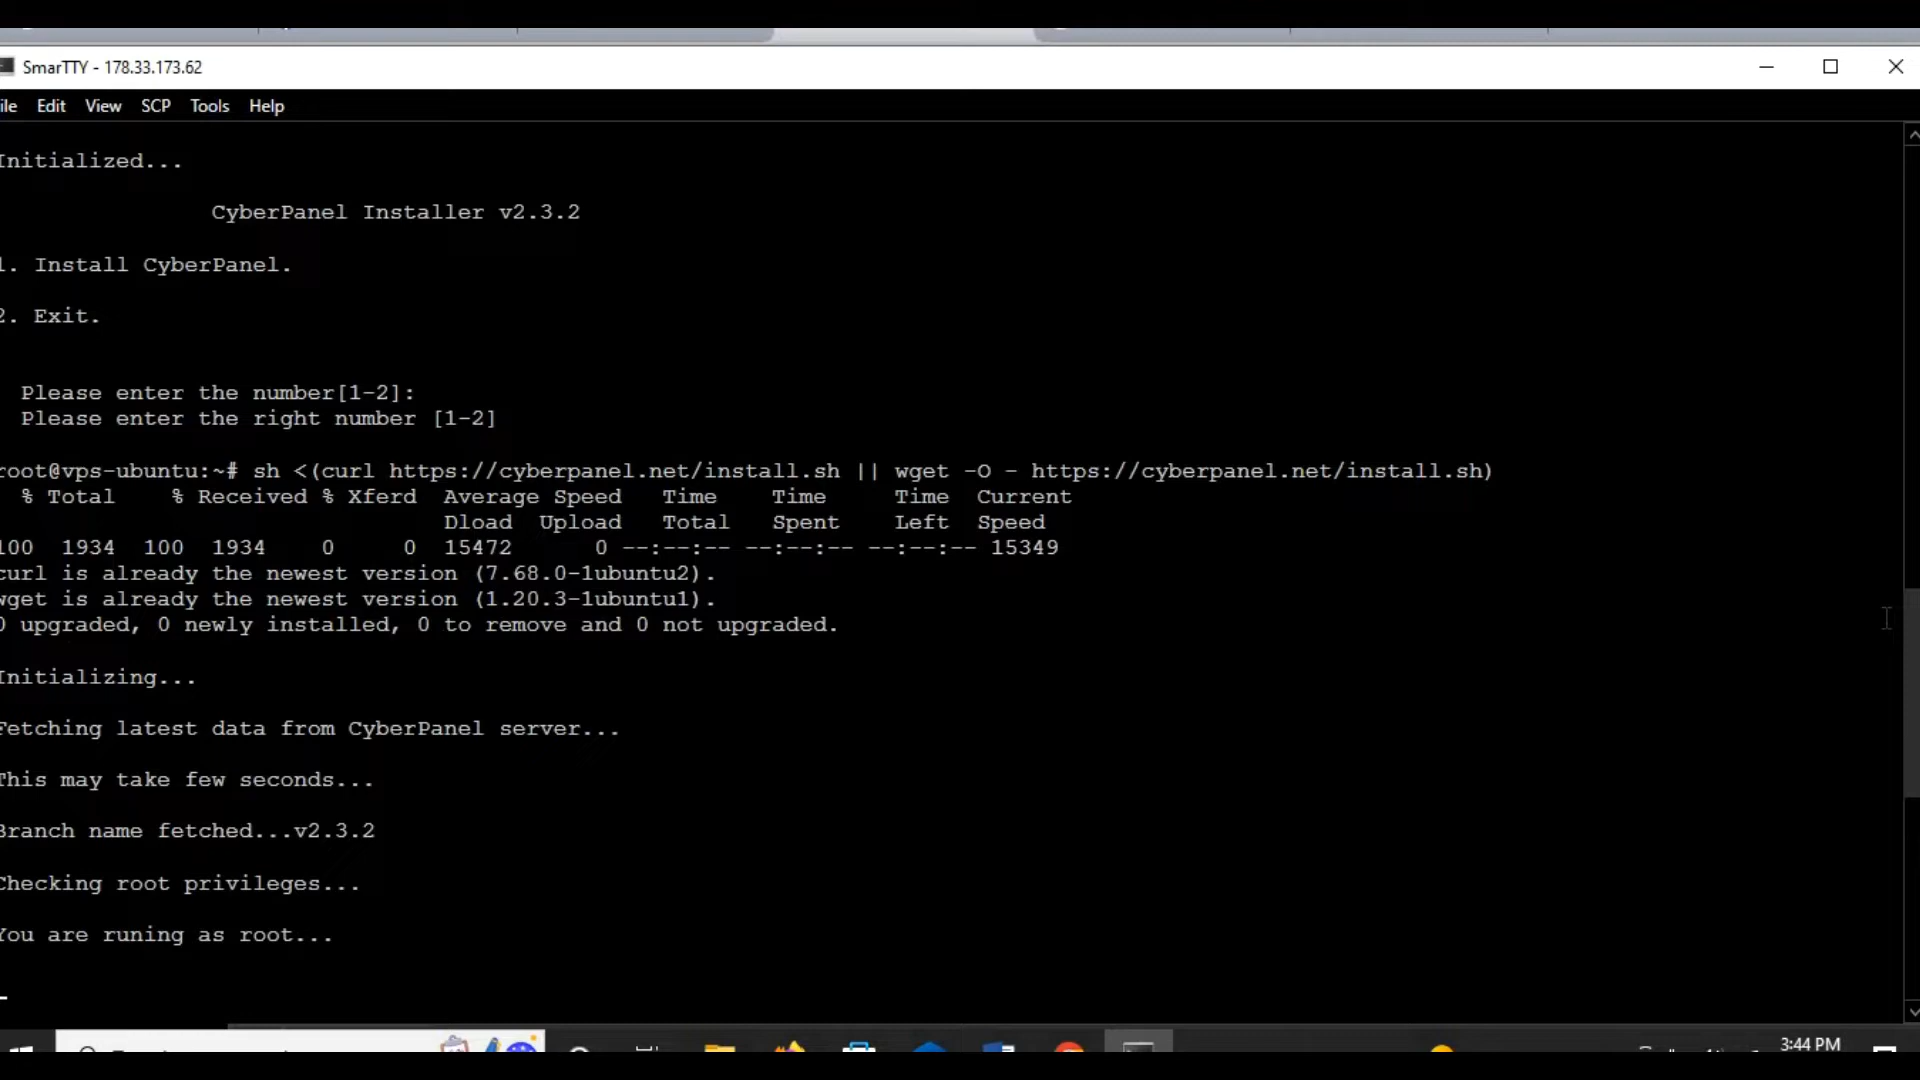 SmarTTY - 178.33.173.62
ile Edit View SCP Tools Help
Initialized...
CyberPanel Installer v2.3.2
1. Install CyberPanel.
2. Exit.
Please enter the number[1-2]:
Please enter the right number [1-2]
root@vps-ubuntu:~# sh <(curl https://cyberpanel.net/install.sh || wget -O - https://cyberpanel.net/install.sh)
% Total % Received % Xferd Average Speed Time Time Time Current
Dload Upload Total Spent Left Speed
100 1934 100 1934 0 0 15472 0 --:--:-- --:--:-- --:--:-- 15349
curl is already the newest version (7.68.0-1ubuntu2).
wget is already the newest version (1.20.3-1ubuntu1).
0 upgraded, 0 newly installed, 0 to remove and 0 not upgraded.
Initializing...
Fetching latest data from CyberPanel server...
This may take few seconds...
Branch name fetched...v2.3.2
Checking root privileges...
You are runing as root...
3:44 PM